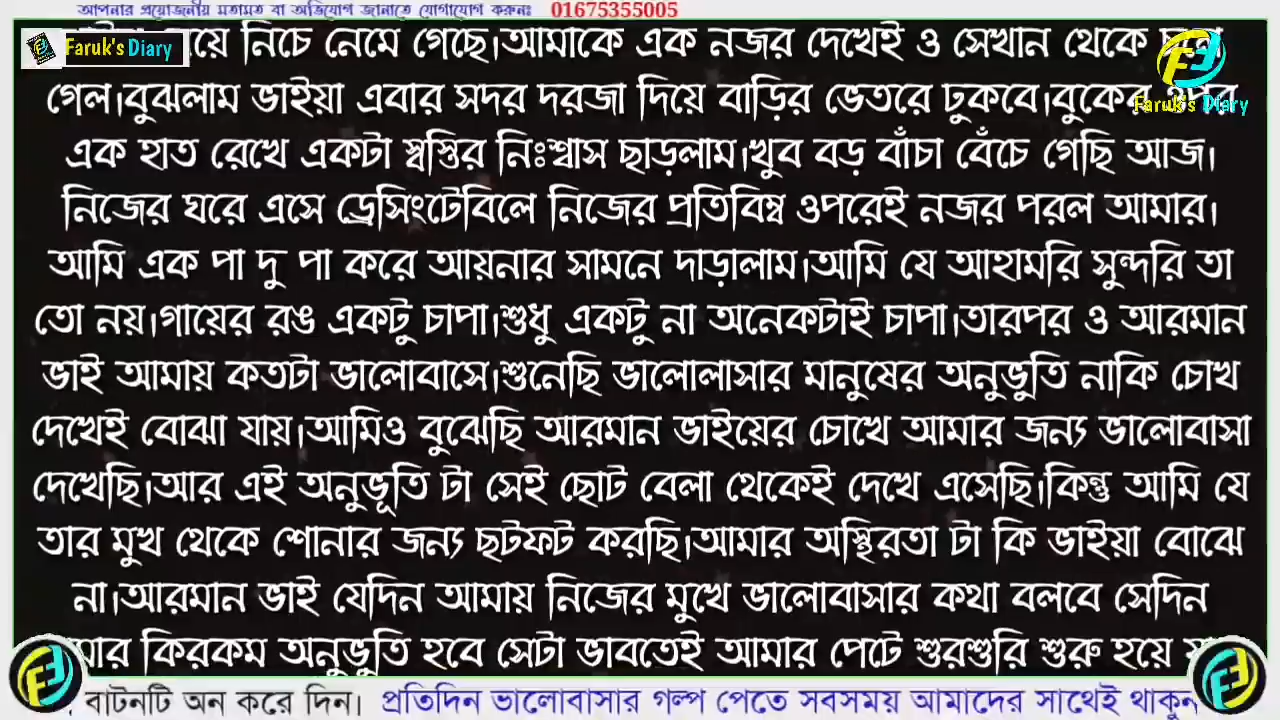 আপনার প্রয়োজনীয় মতামত বা অভিযোগ জানাতে যোগাযোগ করুনঃ 01675355005
Faruk's Diary
নিচে নেমে গেছে।আমাকে এক নজর দেখেই ও সেখান থেকে
Faruk's Diary
গেল।বুঝলাম ভাইয়া এবার সদর দরজা দিয়ে বাড়ির ভেতরে ঢুকবে।বুকের
এক হাত রেখে একটা স্বস্তির নিঃশ্বাস ছাড়লাম।খুব বড় বাঁচা বেঁচে গেছি আজ।
নিজের ঘরে এসে ড্রেসিংটেবিলে নিজের প্রতিবিম্ব ওপরেই নজর পরল আমার।
আমি এক পা দু পা করে আয়নার সামনে দাড়ালাম।আমি যে আহামরি সুন্দরি তা
তো নয়।গায়ের রঙ একটু চাপা।শুধু একটু না অনেকটাই চাপা।তারপর ও আরমান
ভাই আমায় কতটা ভালোবাসে।শুনেছি ভালোলাসার মানুষের অনুভুতি নাকি চোখ
দেখেই বোঝা যায়।আমিও বুঝেছি আরমান ভাইয়ের চোখে আমার জন্য ভালোবাসা
দেখেছি।আর এই অনুভূতি টা সেই ছোট বেলা থেকেই দেখে এসেছি।কিন্তু আমি যে
তার মুখ থেকে শোনার জন্য ছটফট করছি।আমার অস্থিরতা টা কি ভাইয়া বোঝে
না।আরমান ভাই যেদিন আমায় নিজের মুখে ভালোবাসার কথা বলবে সেদিন
কিরকম অনুভুতি হবে সেটা ভাবতেই আমার পেটে শুরশুরি শুরু হয়ে
বাটনটি অন করে দিন। প্রতিদিন ভালোবাসার গল্প পেতে সবসময় আমাদের সাথেই থাকুন